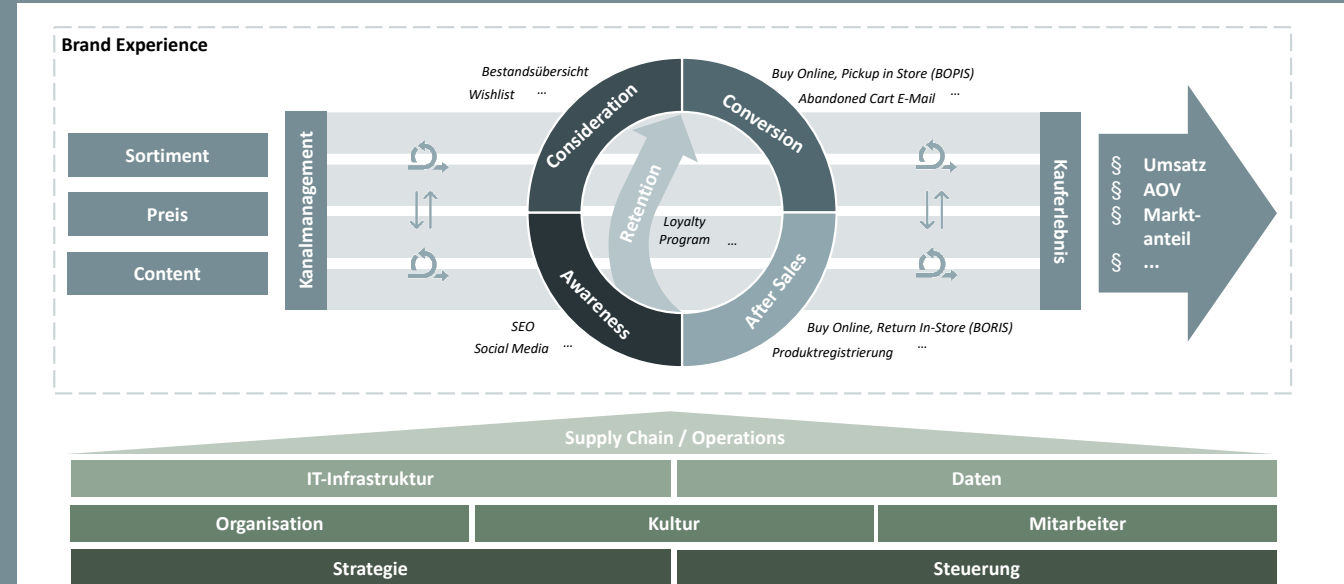 Brand Experience
Sortiment
Preis
Content
Kanalmanagement
Bestandsübersicht
Wishlist …
SEO
Social Media …
Consideration
Conversion
Awareness
After Sales
Retention
Loyalty
Program …
Buy Online, Pickup in Store (BOPIS)
Abandoned Cart E-Mail …
Buy Online, Return In-Store (BORIS)
Produktregistrierung …
Kauferlebnis
§ Umsatz
§ AOV
§ Markt-
anteil
§ ...
Supply Chain / Operations
IT-Infrastruktur
Daten
Organisation
Kultur
Mitarbeiter
Strategie
Steuerung